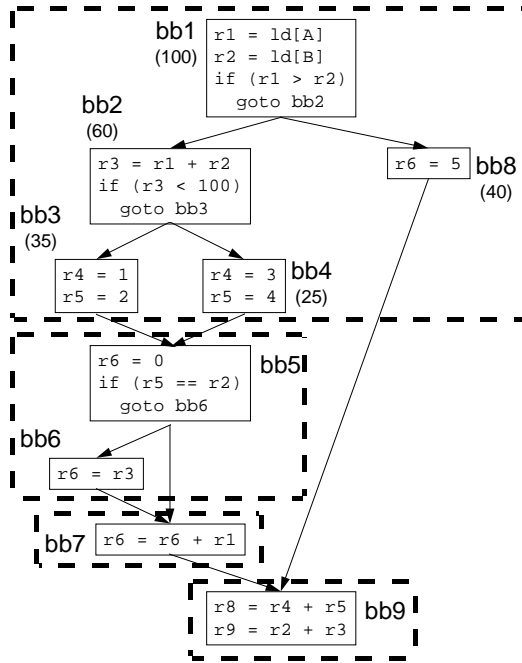 bb1
(100)
r1 = ld[A]
r2 = ld[B]
if (r1 > r2)
goto bb2
bb2
(60)
r3 = r1 + r2
if (r3 < 100)
goto bb3
r6 = 5
bb8
(40)
bb3
(35)
r4 = 1
r5 = 2
r4 = 3
r5 = 4
bb4
(25)
r6 = 0
if (r5 == r2)
goto bb6
bb5
bb6
r6 = r3
bb7
r6 = r6 + r1
r8 = r4 + r5
r9 = r2 + r3
bb9